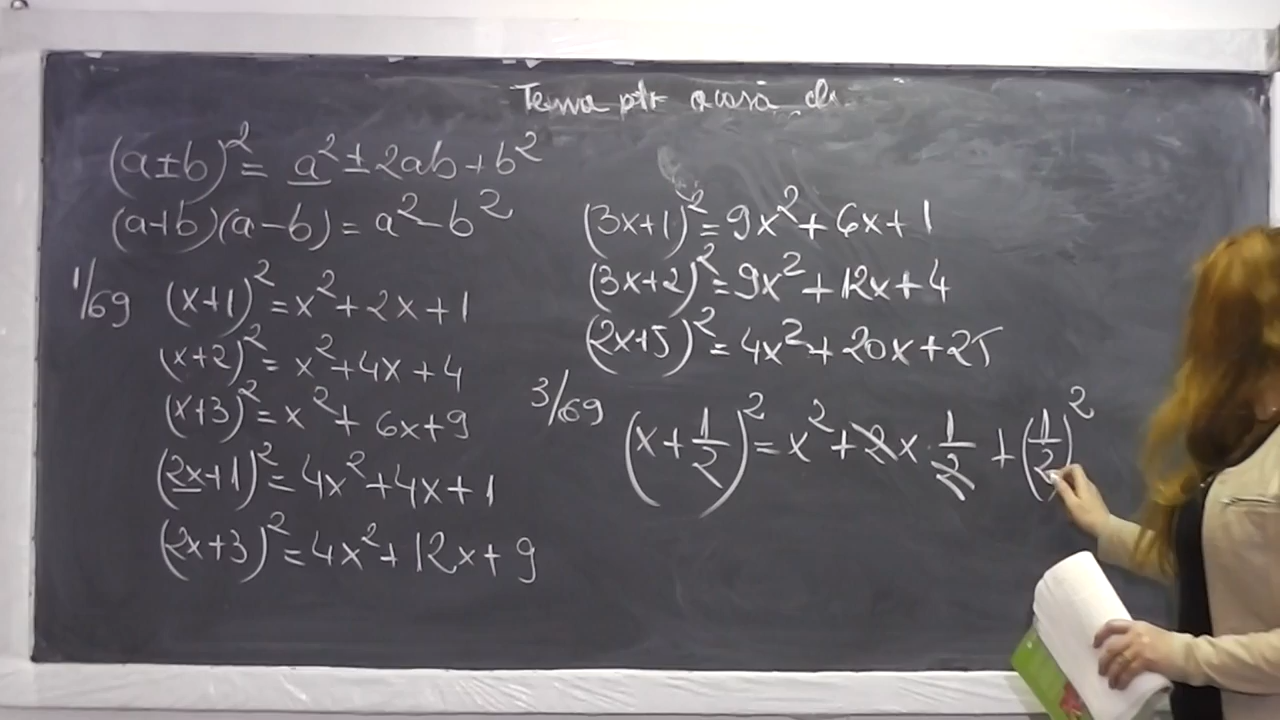 Tema ptr acasă de
(a±b)²= a²±2ab+b²
(a+b)(a-b)=a²-b²
1/69 (x+1)²=x²+2x+1
(x+2)²=x²+4x+4
(x+3)²=x²+6x+9
(2x+1)²=4x²+4x+1
(2x+3)²=4x²+12x+9
(3x+1)²=9x²+6x+1
(3x+2)²=9x²+12x+4
(2x+5)²=4x²+20x+25
3/69 (x+1/2)²=x²+2x·1/2+(1/2)²